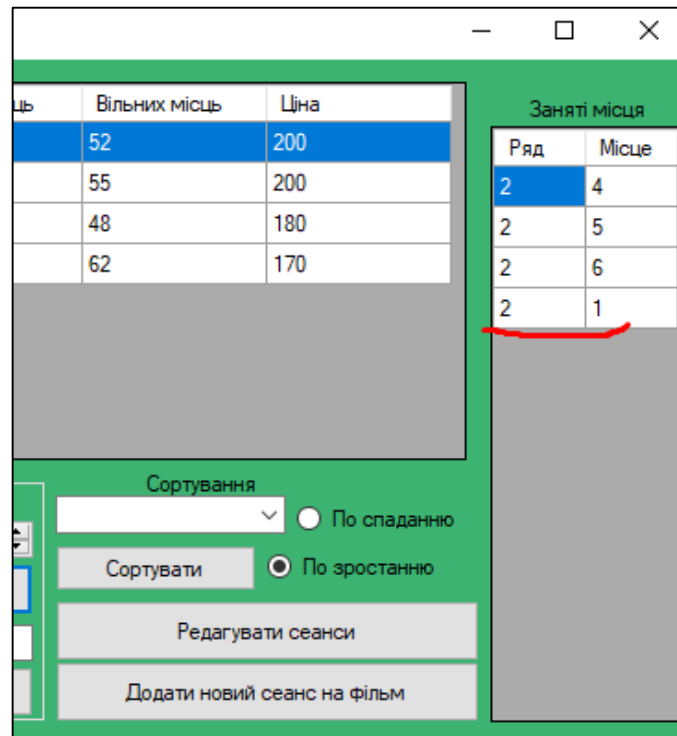 ць Вільних місць Ціна
52 200
55 200
48 180
62 170
Заняті місця
Ряд Місце
2 4
2 5
2 6
2 1
Сортування
По спаданню
Сортувати По зростанню
Редагувати сеанси
Додати новий сеанс на фільм